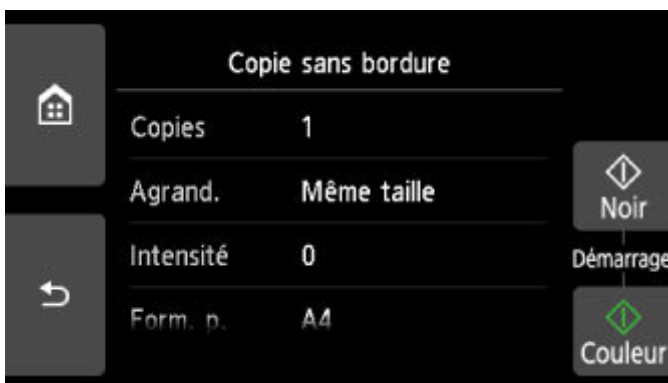 Copie sans bordure
Copies 1
Agrand. Même taille
Intensité 0
Form. p. A4
Noir
Démarrage
Couleur